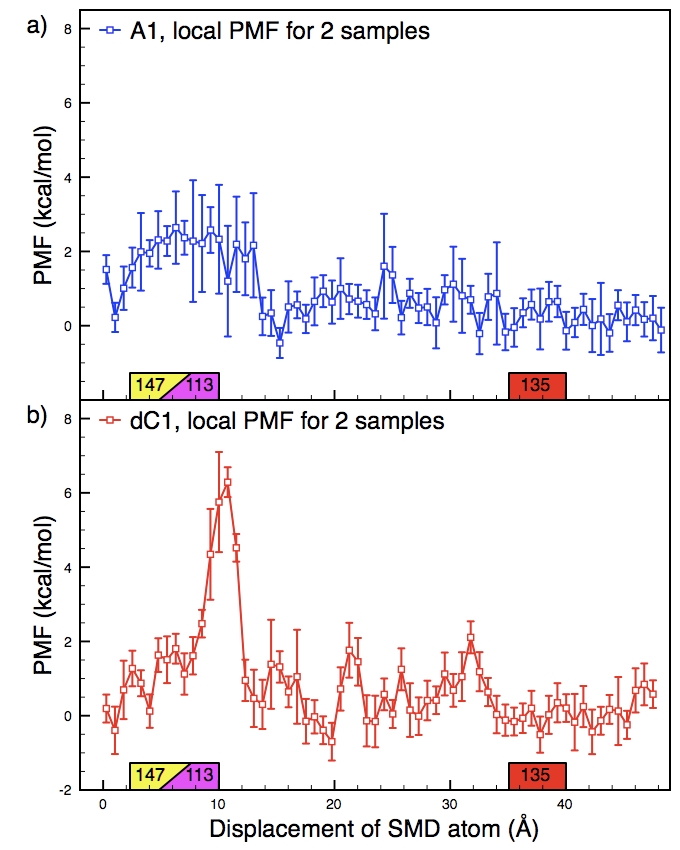 a)
A1, local PMF for 2 samples
8
6
4
2
0
PMF (kcal/mol)
147 113 135
b)
dC1, local PMF for 2 samples
8
6
4
2
0
-2
PMF (kcal/mol)
147 113 135
0 10 20 30 40
Displacement of SMD atom (Å)